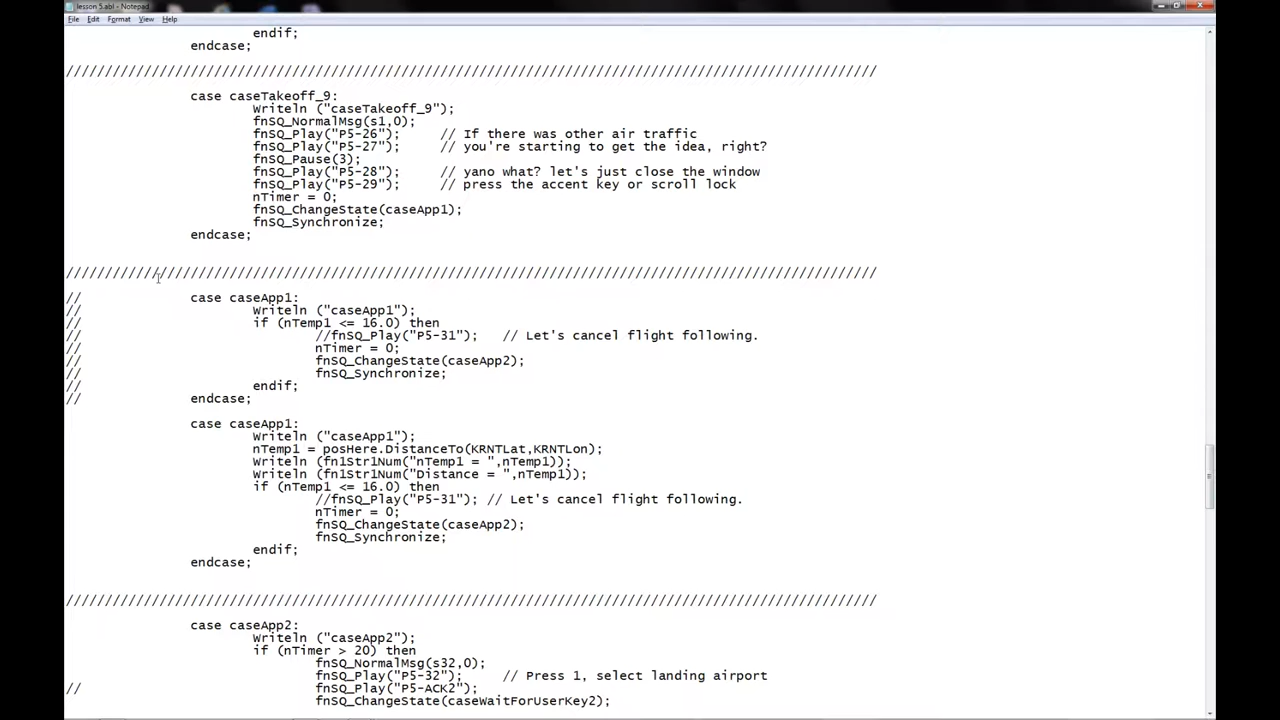 lesson 5.abl - Notepad
File Edit Format View Help
endif;
endcase;
////////////////////////////////////////////////////////////////////////////////////////////////////////
case caseTakeoff_9:
Writeln ("caseTakeoff_9");
fnSQ_NormalMsg(s1,0);
fnSQ_Play("P5-26"); // If there was other air traffic
fnSQ_Play("P5-27"); // you're starting to get the idea, right?
fnSQ_Pause(3);
fnSQ_Play("P5-28"); // yano what? let's just close the window
fnSQ_Play("P5-29"); // press the accent key or scroll lock
nTimer = 0;
fnSQ_ChangeState(caseApp1);
fnSQ_Synchronize;
endcase;
////////////////////////////////////////////////////////////////////////////////////////////////////////
// case caseApp1:
// Writeln ("caseApp1");
// if (nTemp1 <= 16.0) then
// //fnSQ_Play("P5-31"); // Let's cancel flight following.
// nTimer = 0;
// fnSQ_ChangeState(caseApp2);
// fnSQ_Synchronize;
// endif;
// endcase;
case caseApp1:
Writeln ("caseApp1");
nTemp1 = posHere.DistanceTo(KRNTLat,KRNTLon);
Writeln (fn1Str1Num("nTemp1 = ",nTemp1));
Writeln (fn1Str1Num("Distance = ",nTemp1));
if (nTemp1 <= 16.0) then
//fnSQ_Play("P5-31"); // Let's cancel flight following.
nTimer = 0;
fnSQ_ChangeState(caseApp2);
fnSQ_Synchronize;
endif;
endcase;
////////////////////////////////////////////////////////////////////////////////////////////////////////
case caseApp2:
Writeln ("caseApp2");
if (nTimer > 20) then
fnSQ_NormalMsg(s32,0);
fnSQ_Play("P5-32"); // Press 1, select landing airport
// fnSQ_Play("P5-ACK2");
fnSQ_ChangeState(caseWaitForUserKey2);